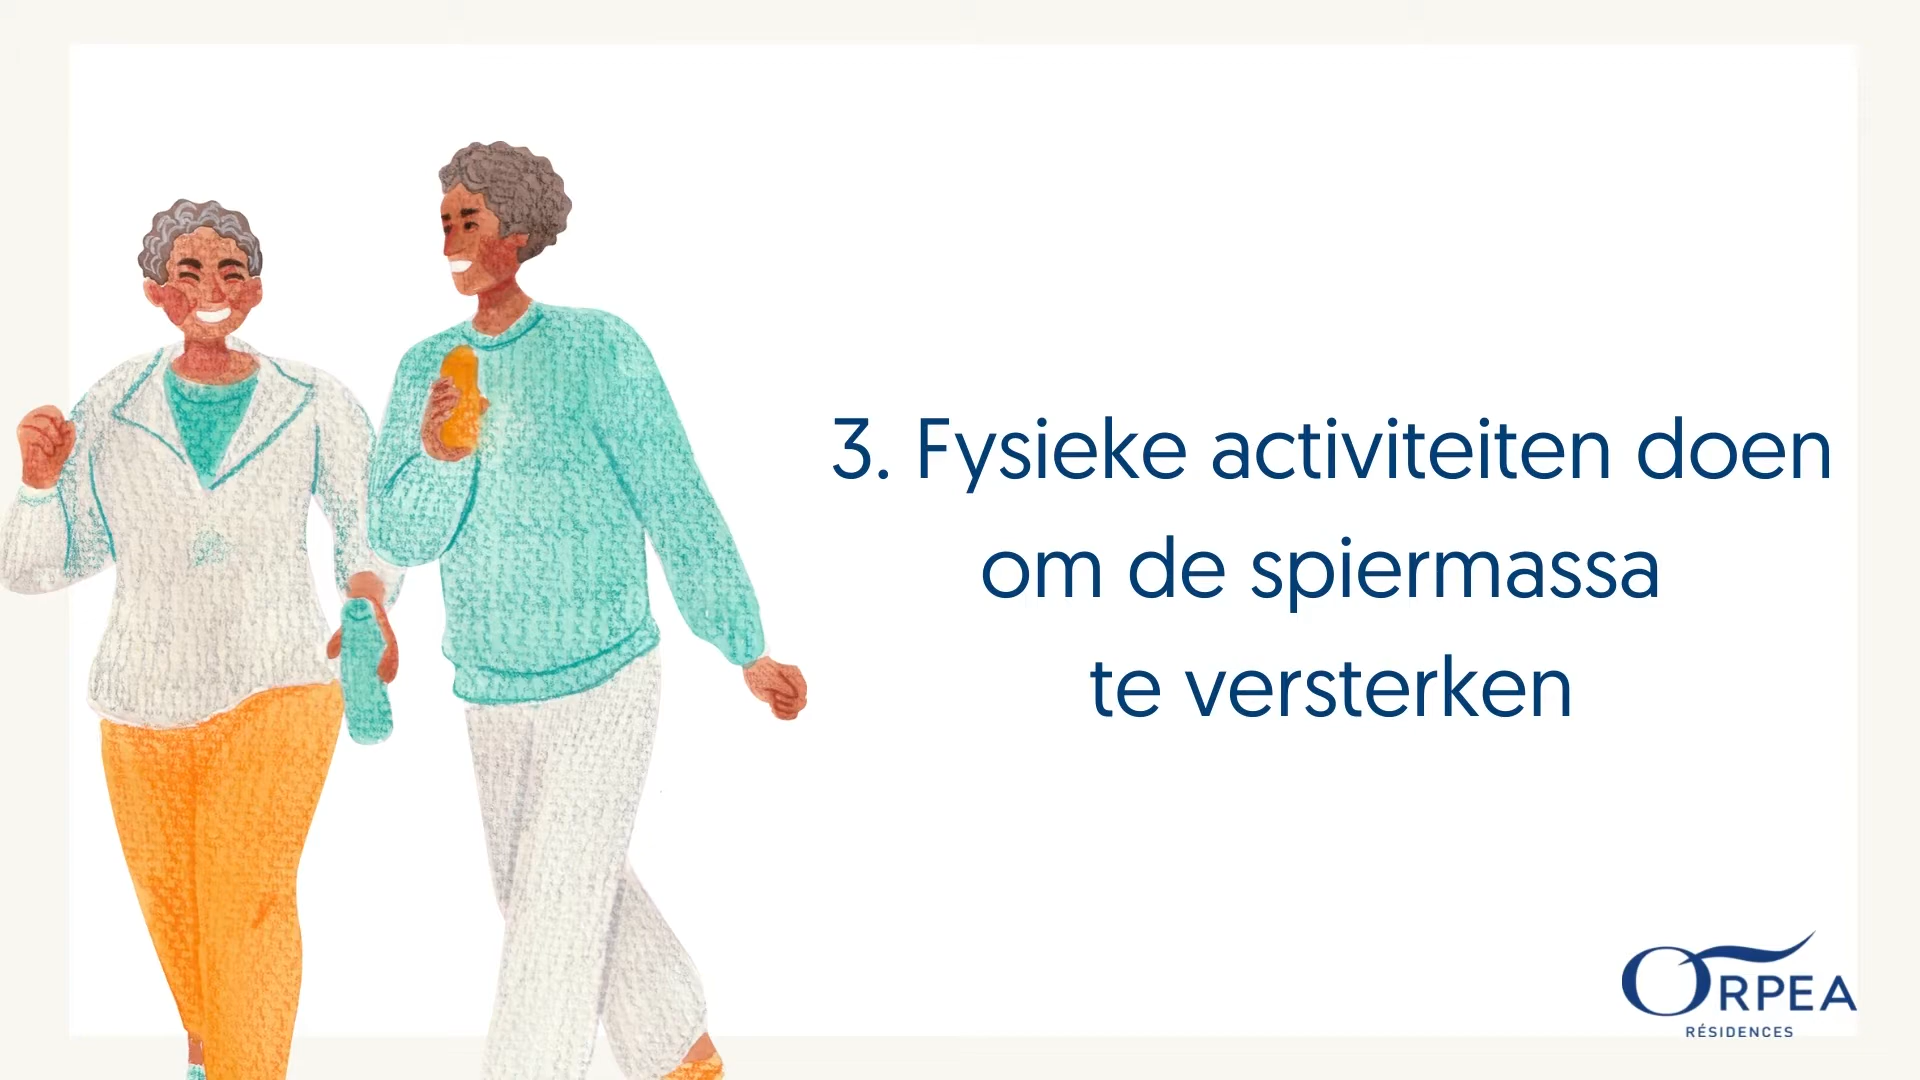 3. Fysieke activiteiten doen
om de spiermassa
te versterken
ORPEA
RÉSIDENCES